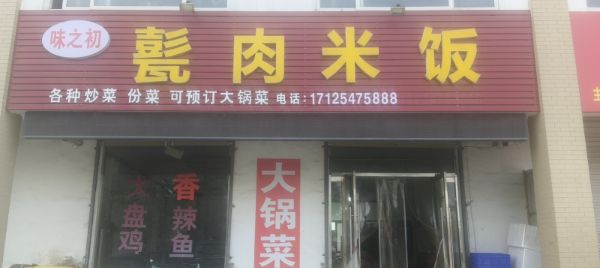 味之初
甏肉米饭
各种炒菜 份菜 可预订大锅菜 电话:17125475888
大盘鸡
香辣鱼
大锅菜